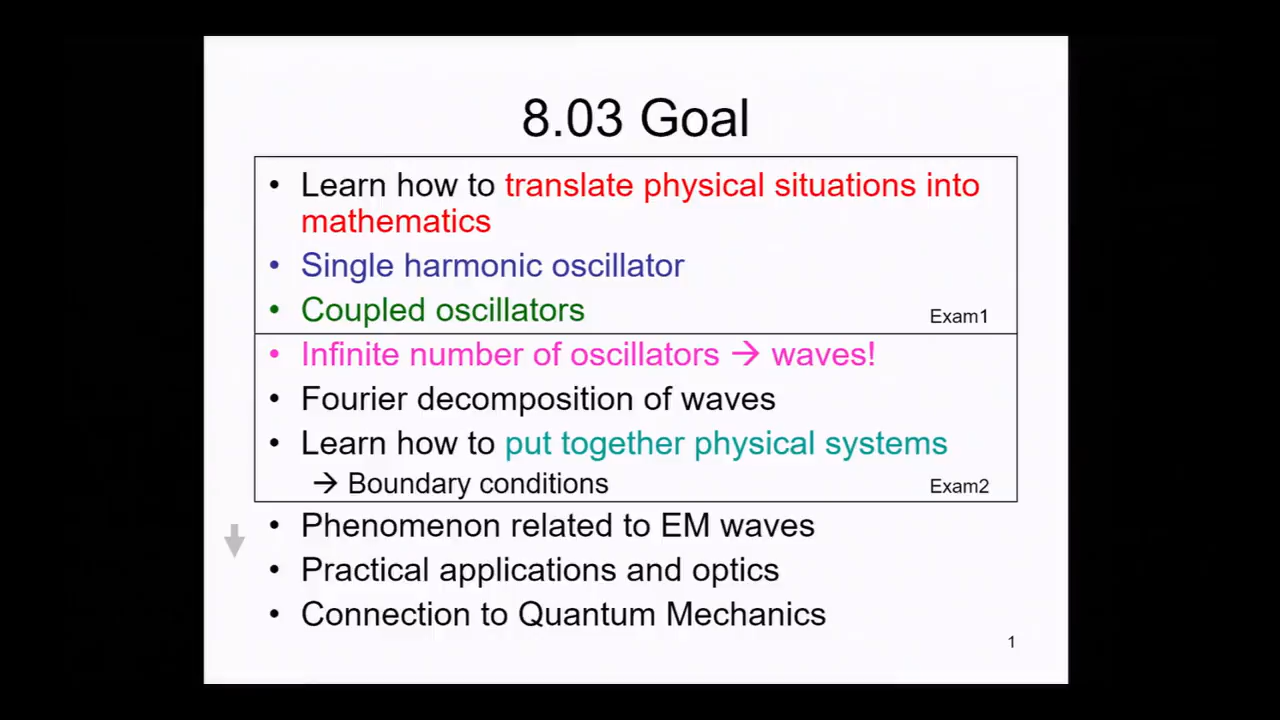 8.03 Goal
• Learn how to translate physical situations into
mathematics
• Single harmonic oscillator
• Coupled oscillators
Exam1
• Infinite number of oscillators → waves!
• Fourier decomposition of waves
• Learn how to put together physical systems
→ Boundary conditions
Exam2
• Phenomenon related to EM waves
• Practical applications and optics
• Connection to Quantum Mechanics
1